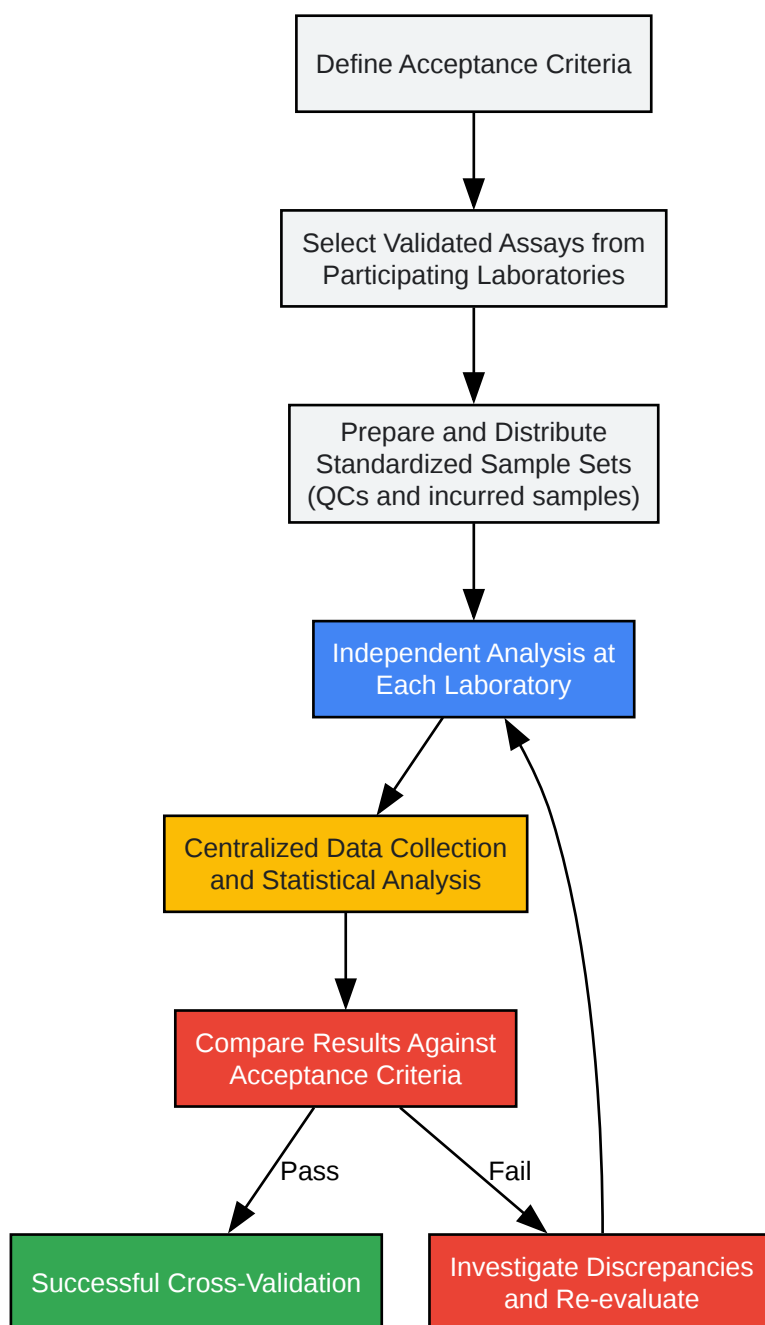 Define Acceptance Criteria
Select Validated Assays from
Participating Laboratories
Prepare and Distribute
Standardized Sample Sets
(QCs and incurred samples)
Independent Analysis at
Each Laboratory
Centralized Data Collection
and Statistical Analysis
Compare Results Against
Acceptance Criteria
Pass
Fail
Successful Cross-Validation
Investigate Discrepancies
and Re-evaluate